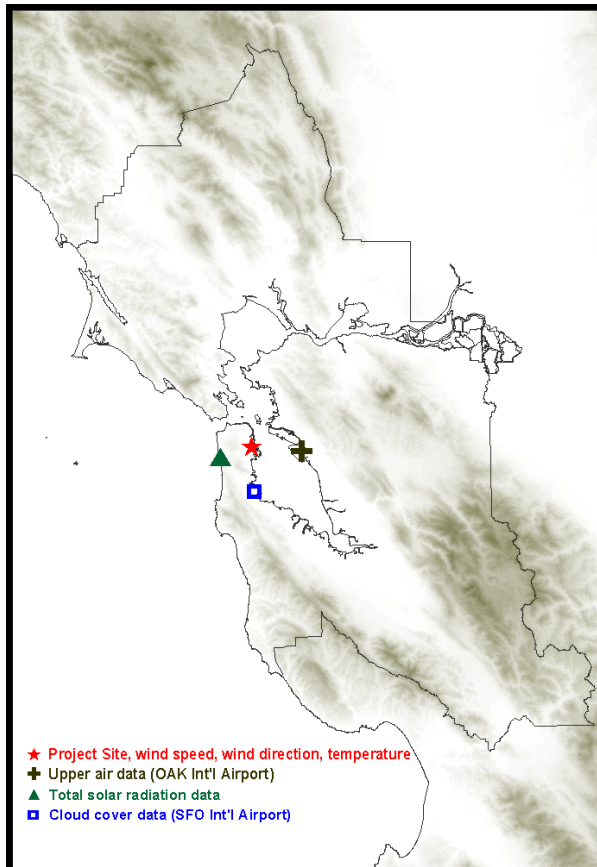 Project Site, wind speed, wind direction, temperature
Upper air data (OAK Int'l Airport)
Total solar radiation data
Cloud cover data (SFO Int'l Airport)